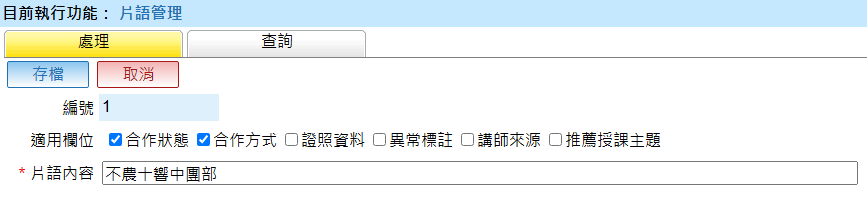 目前執行功能： 片語管理
處理 查詢
存檔 取消
編號 1
適用欄位 合作狀態 合作方式 證照資料 異常標註 講師來源 推薦授課主題
* 片語內容 不農十響中團部